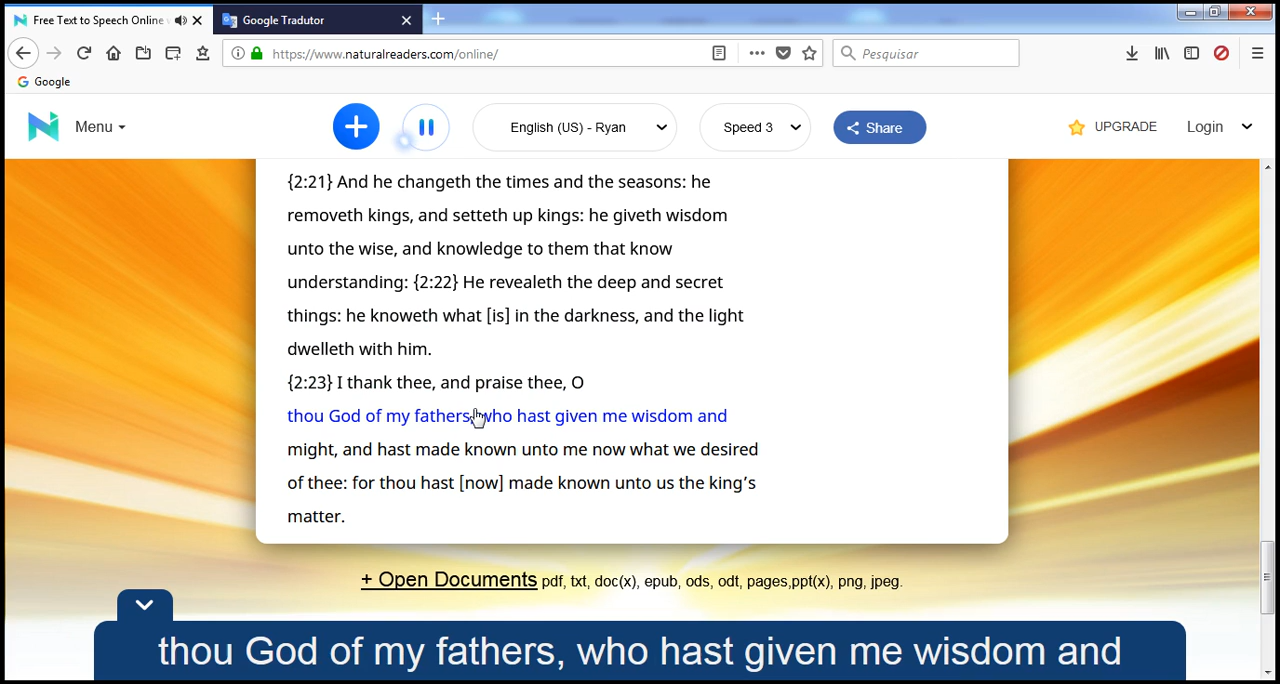 Free Text to Speech Online
Google Tradutor
https://www.naturalreaders.com/online/
Pesquisar
Google
Menu
English (US) - Ryan
Speed 3
Share
UPGRADE
Login
{2:21} And he changeth the times and the seasons: he
removeth kings, and setteth up kings: he giveth wisdom
unto the wise, and knowledge to them that know
understanding: {2:22} He revealeth the deep and secret
things: he knoweth what [is] in the darkness, and the light
dwelleth with him.
{2:23} I thank thee, and praise thee, O
thou God of my fathers, who hast given me wisdom and
might, and hast made known unto me now what we desired
of thee: for thou hast [now] made known unto us the king’s
matter.
+ Open Documents pdf, txt, doc(x), epub, ods, odt, pages,ppt(x), png, jpeg.
thou God of my fathers, who hast given me wisdom and